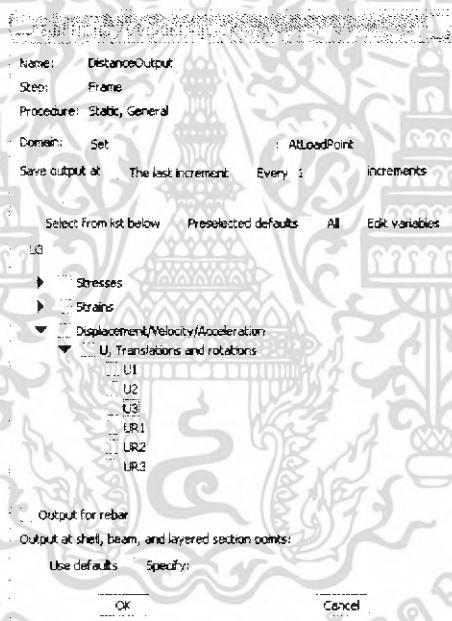 Name: DistanceOutput
Step: Frame
Procedure: Static, General
Domain: Set : AtLoadPoint
Save output at The last increment Every 1 increments
Select from list below Preselected defaults All Edit variables
U3
Stresses
Strains
Displacement/Velocity/Acceleration
U, Translations and rotations
U1
U2
U3
UR1
UR2
UR3
Output for rebar
Output at shell, beam, and layered section points:
Use defaults Specify:
OK Cancel